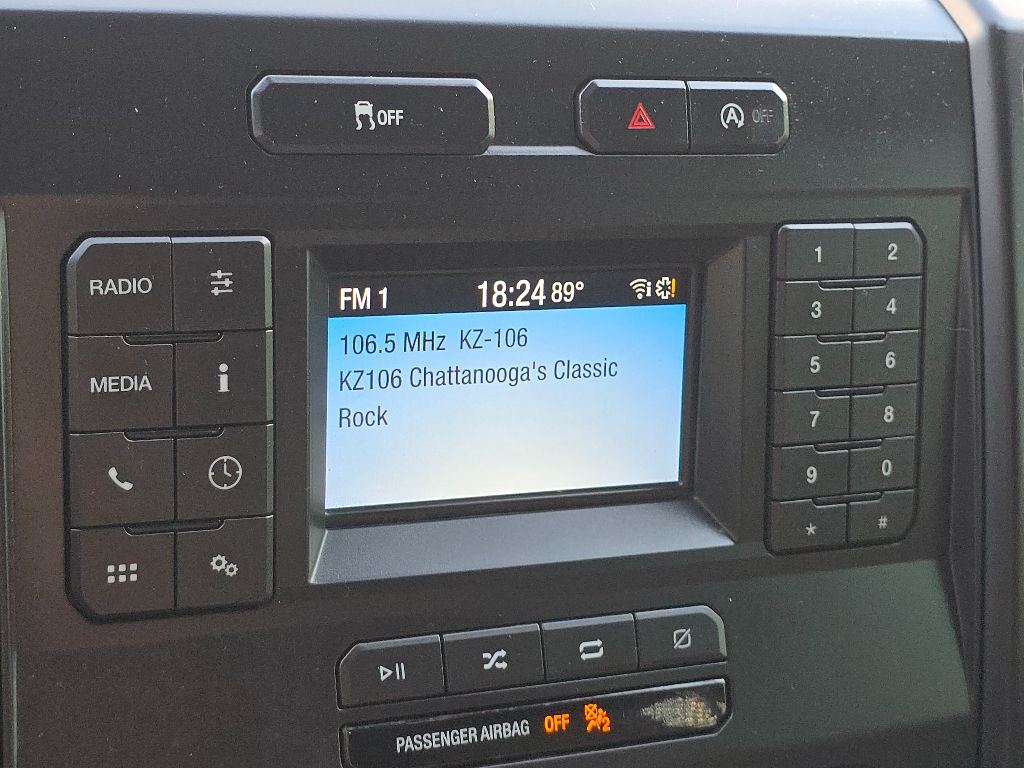 OFF
A OFF
RADIO
MEDIA
i
FM 1 18:24 89°
106.5 MHz KZ-106
KZ106 Chattanooga's Classic
Rock
1 2
3 4
5 6
7 8
9 0
* #
PASSENGER AIRBAG OFF 2